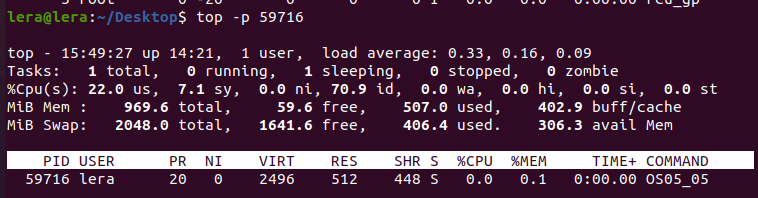 lera@lera:~/Desktop$ top -p 59716
top - 15:49:27 up 14:21, 1 user, load average: 0.33, 0.16, 0.09
Tasks: 1 total, 0 running, 1 sleeping, 0 stopped, 0 zombie
%Cpu(s): 22.0 us, 7.1 sy, 0.0 ni, 70.9 id, 0.0 wa, 0.0 hi, 0.0 si, 0.0 st
MiB Mem : 969.6 total, 59.6 free, 507.0 used, 402.9 buff/cache
MiB Swap: 2048.0 total, 1641.6 free, 406.4 used. 306.3 avail Mem
PID USER PR NI VIRT RES SHR S %CPU %MEM TIME+ COMMAND
59716 lera 20 0 2496 512 448 S 0.0 0.1 0:00.00 OS05_05